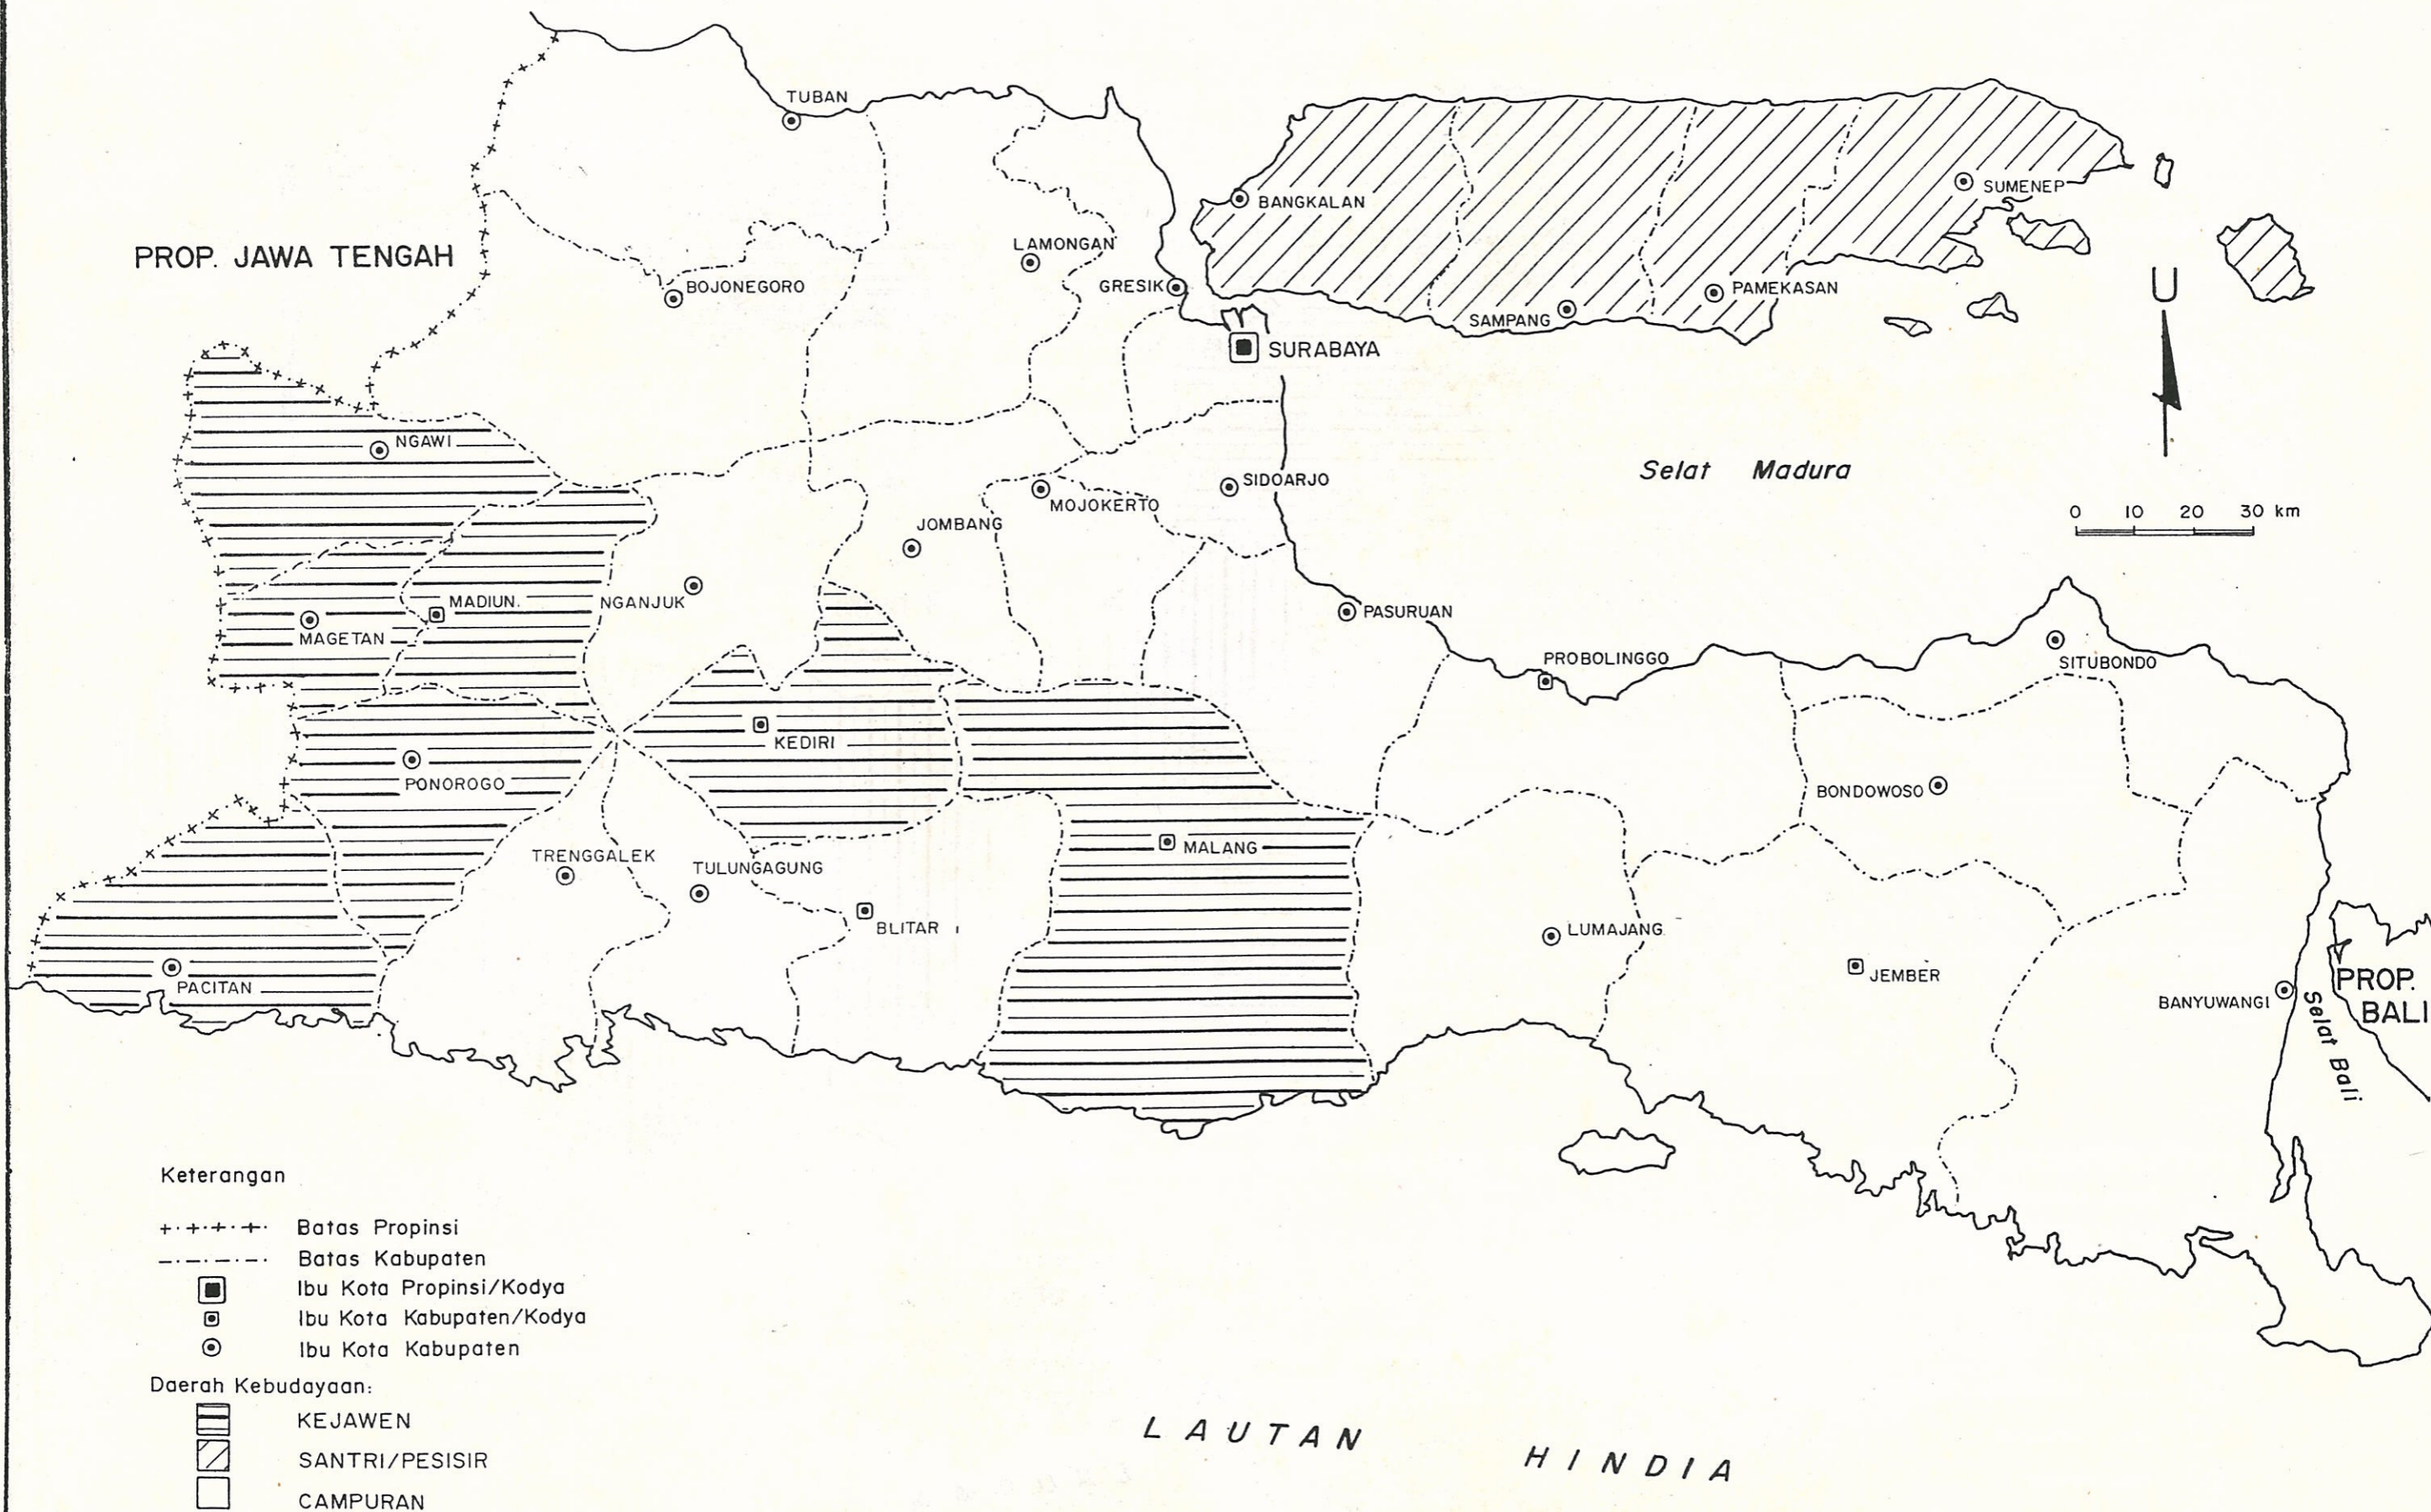 TUBAN
SUMENEP
BANGKALAN
PROP. JAWA TENGAH
LAMONGAN
BOJONEGORO
GRESIK
PAMEKASAN
U
SAMPANG
SURABAYA
NGAWI
Selat Madura
SIDOARJO
MOJOKERTO
0 10 20 30 km
JOMBANG
MADIUN.
NGANJUK
MAGETAN
PASURUAN
PROBOLINGGO
SITUBONDO
KEDIRI
PONOROGO
BONDOWOSO
MALANG
TRENGGALEK
TULUNGAGUNG
BLITAR
LUMAJANG
JEMBER
PACITAN
BANYUWANGI
PROP.
BALI
Selat Bali
Keterangan
Batas Propinsi
Batas Kabupaten
Ibu Kota Propinsi/Kodya
Ibu Kota Kabupaten/Kodya
Ibu Kota Kabupaten
Daerah Kebudayaan:
KEJAWEN
SANTRI/PESISIR
CAMPURAN
LAUTAN HINDIA